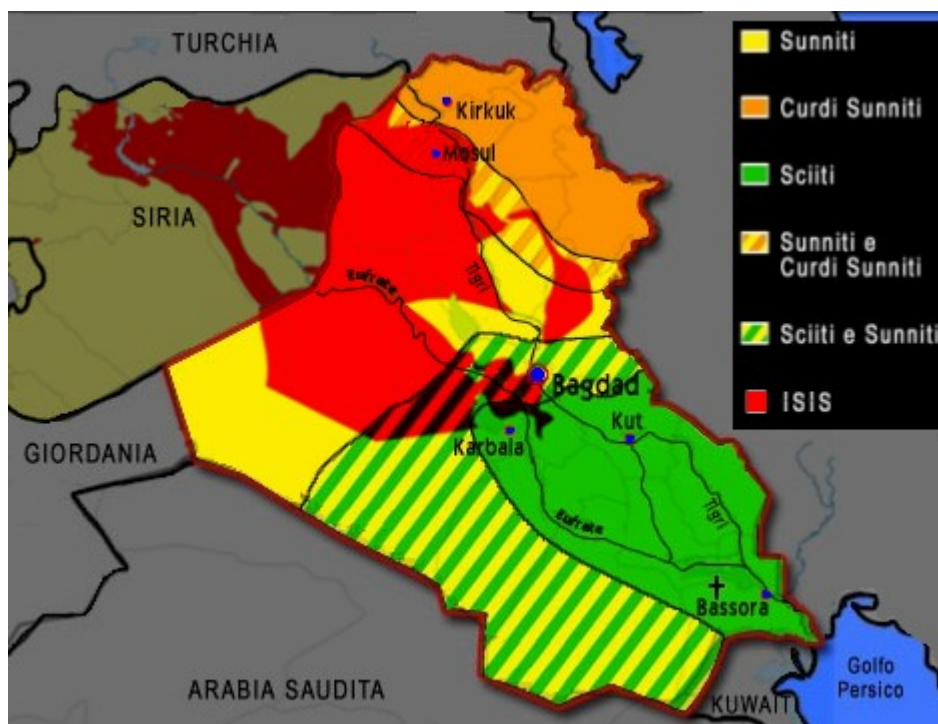 TURCHIA
Kirkuk
Mosul
SIRIA
Eufrate
Tigri
Bagdad
GIORDANIA
Karbala
Kut
Eufrate
Tigri
Bassora
ARABIA SAUDITA
KUWAIT
Golfo
Persico
Sunniti
Curdi Sunniti
Sciiti
Sunniti e
Curdi Sunniti
Sciiti e Sunniti
ISIS